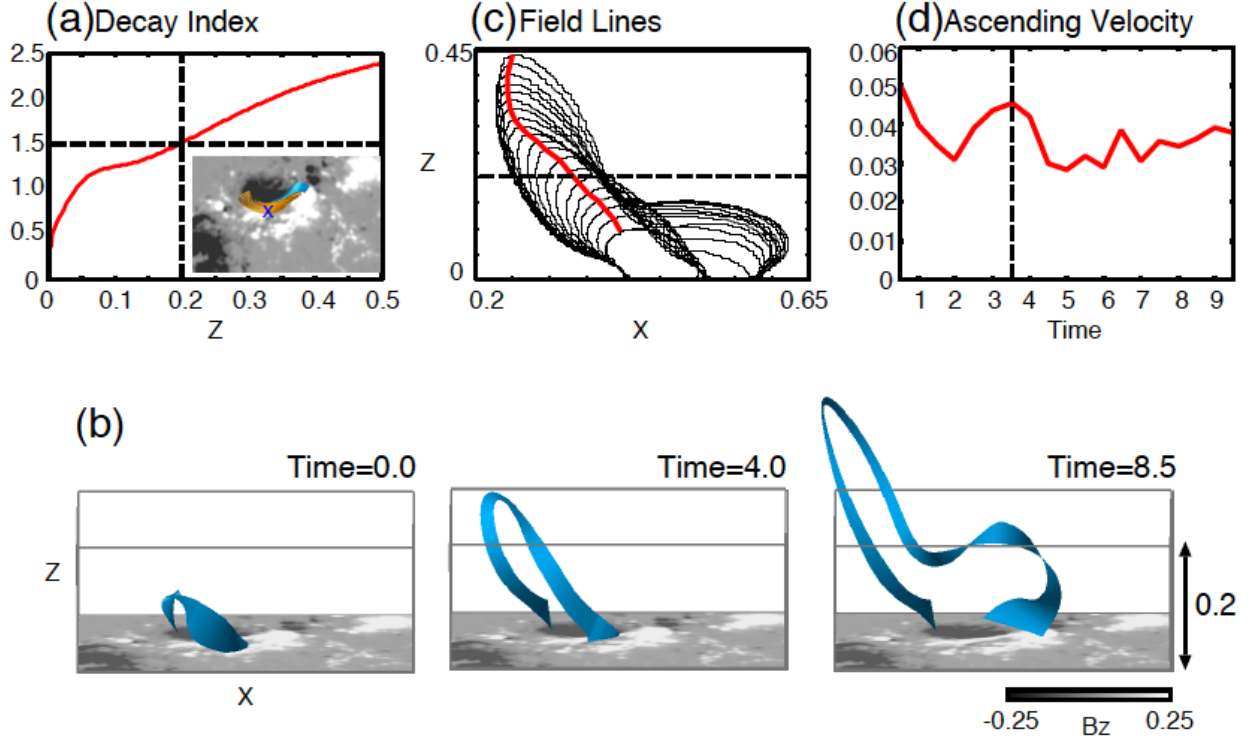 (a)Decay Index
2.5
2.0
1.5
1.0
0.5
0
0 0.1 0.2 0.3 0.4 0.5
Z
x
(c)Field Lines
0.45
Z
0
0.2 0.65
X
(d)Ascending Velocity
0.06
0.05
0.04
0.03
0.02
0.01
0
1 2 3 4 5 6 7 8 9
Time
(b)
Time=0.0
Z
X
Time=4.0
Time=8.5
0.2
-0.25 Bz 0.25